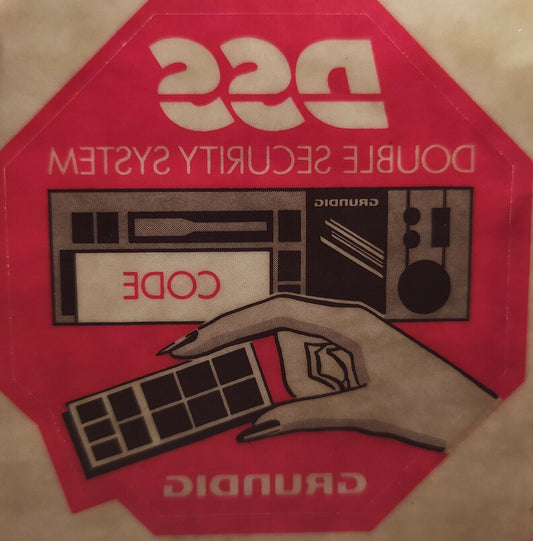 DSS
DOUBLE SECURITY SYSTEM
GRUNDIG
CODE
GRUNDIG